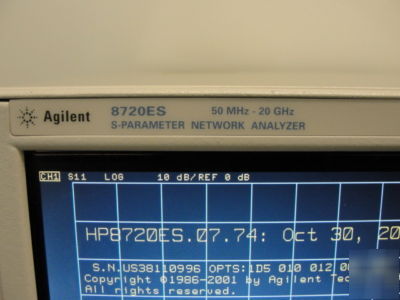 Agilent 8720ES 50 MHz - 20 GHz
S-PARAMETER NETWORK ANALYZER
CH1 S11 LOG 10 dB/REF 0 dB
HP8720ES.07.74: Oct 30, 20
S.N.US38110996 OPTS:1D5 010 012
Copyright ©1986-2001 by Agilent
All rights reserved.